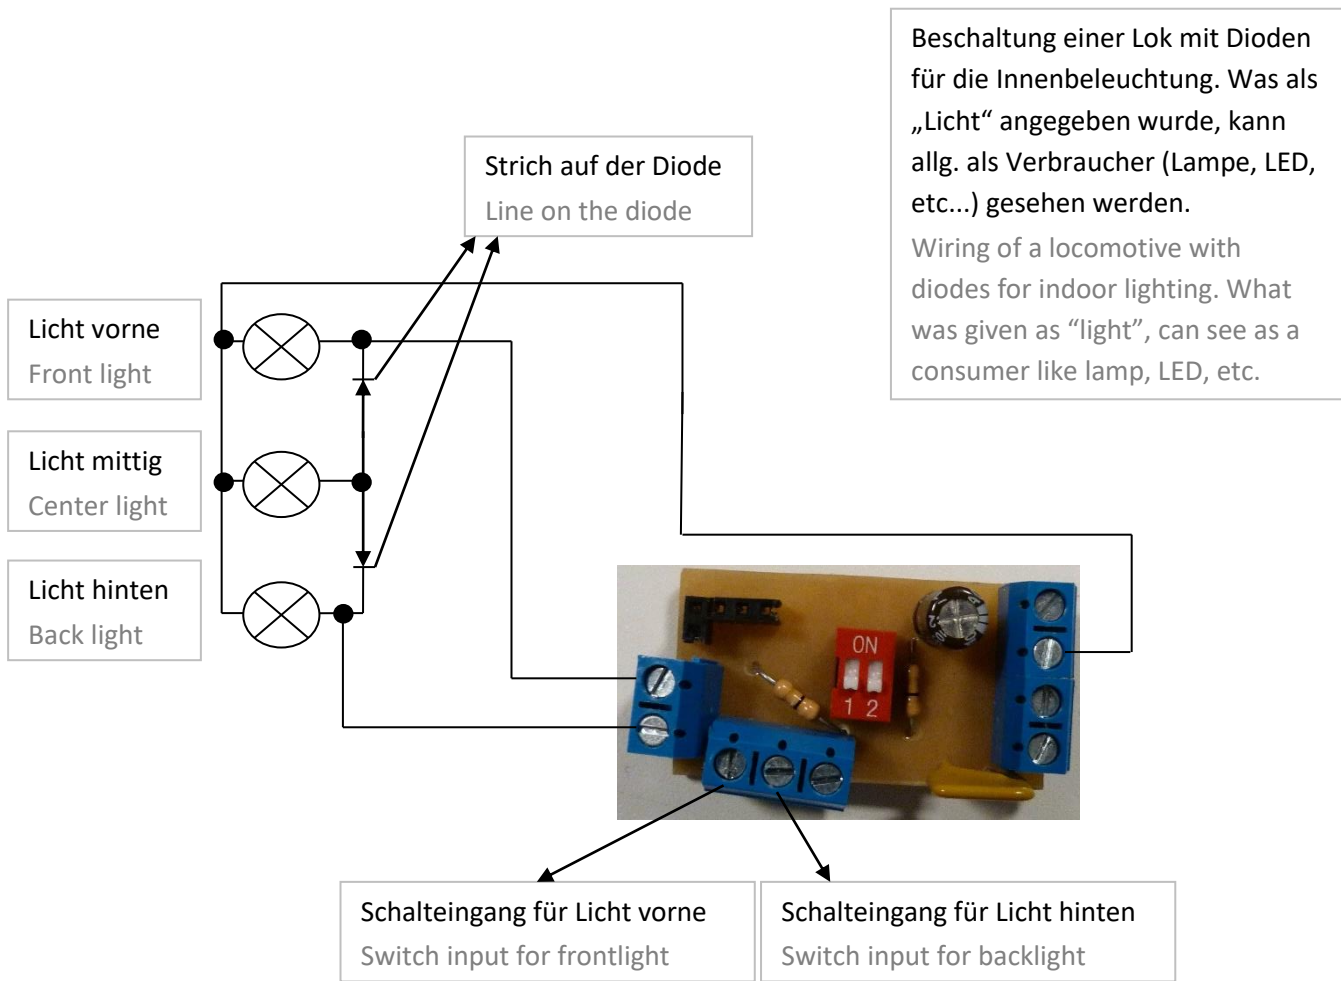 Beschaltung einer Lok mit Dioden
für die Innenbeleuchtung. Was als
„Licht“ angegeben wurde, kann
allg. als Verbraucher (Lampe, LED,
etc...) gesehen werden.
Wiring of a locomotive with
diodes for indoor lighting. What
was given as “light”, can see as a
consumer like lamp, LED, etc.
Strich auf der Diode
Line on the diode
Licht vorne
Front light
Licht mittig
Center light
Licht hinten
Back light
ON
1 2
Schalteingang für Licht vorne
Switch input for frontlight
Schalteingang für Licht hinten
Switch input for backlight